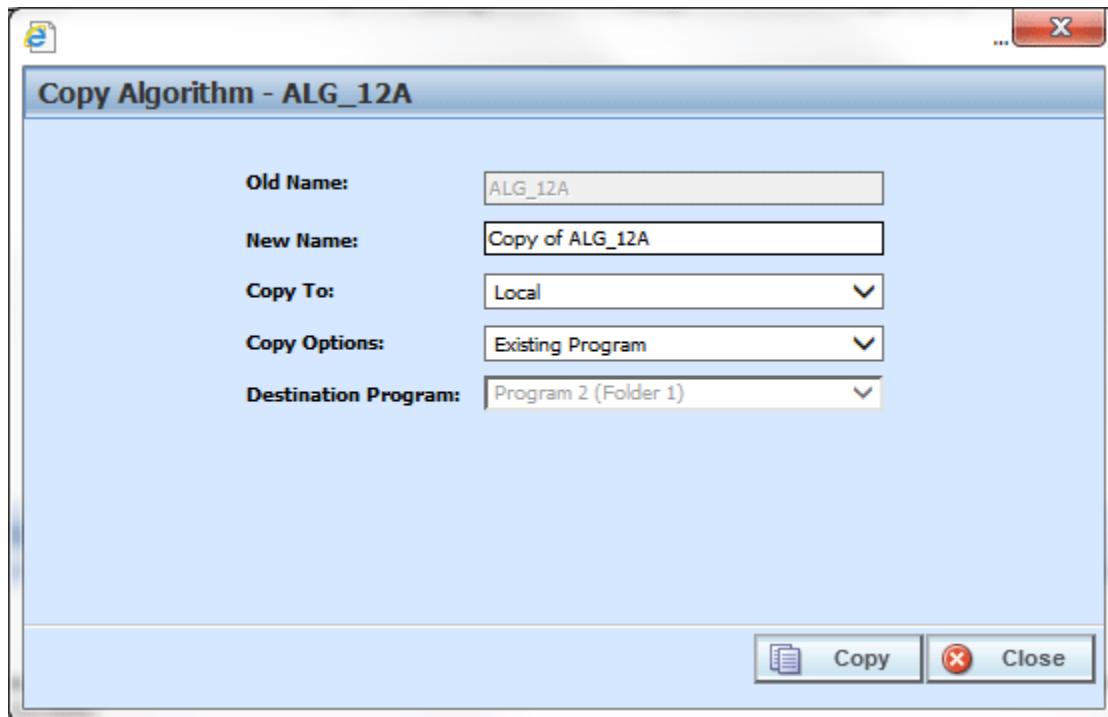 ...
Copy Algorithm - ALG_12A
Old Name: ALG_12A
New Name: Copy of ALG_12A
Copy To: Local
Copy Options: Existing Program
Destination Program: Program 2 (Folder 1)
Copy Close